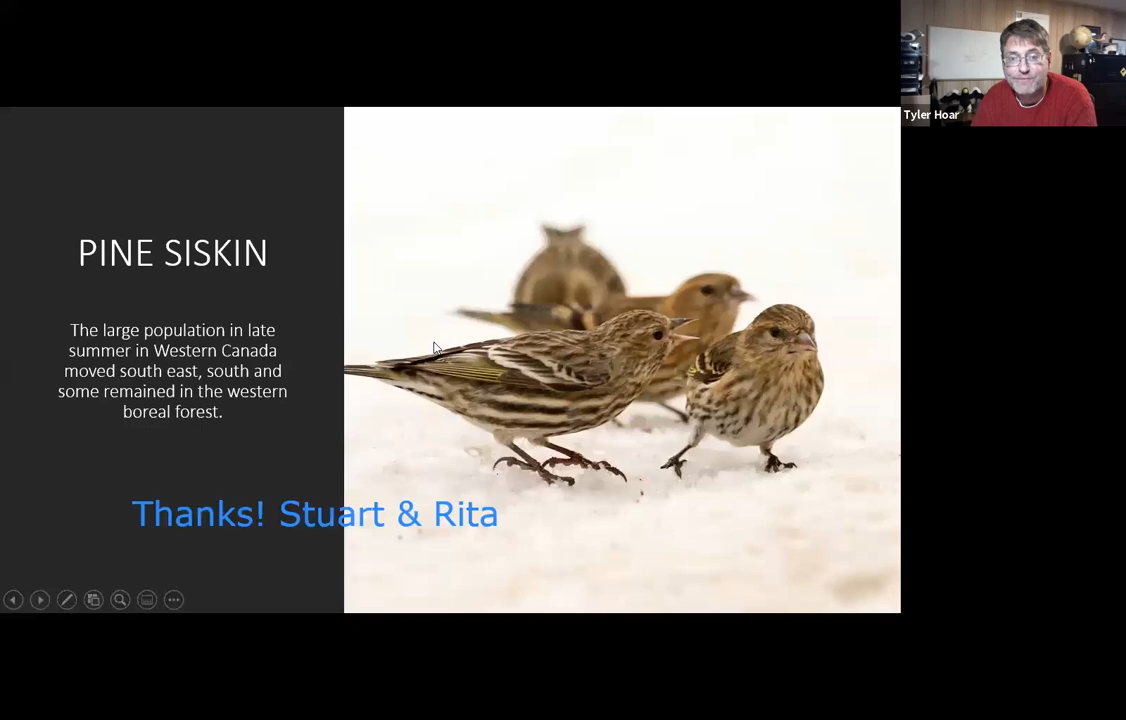 Tyler Hoar
PINE SISKIN
The large population in late
summer in Western Canada
moved south east, south and
some remained in the western
boreal forest.
Thanks! Stuart & Rita